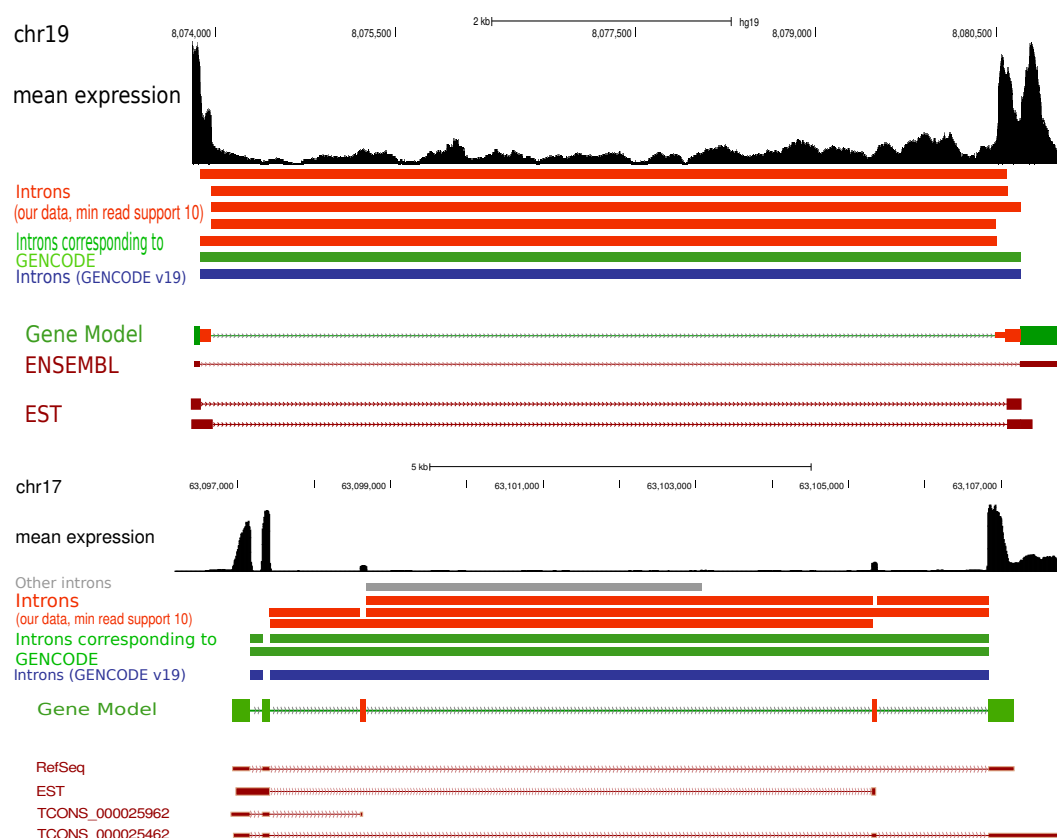 2 kb hg19
chr19
8,074,000 8,075,500 8,077,500 8,079,000 8,080,500
mean expression
Introns
(our data, min read support 10)
Introns corresponding to
GENCODE
Introns (GENCODE v19)
Gene Model
ENSEMBL
EST
5 kb
chr17
63,097,000 63,099,000 63,101,000 63,103,000 63,105,000 63,107,000
mean expression
Other introns
Introns
(our data, min read support 10)
Introns corresponding to
GENCODE
Introns (GENCODE v19)
Gene Model
RefSeq
EST
TCONS_000025962
TCONS_000025462